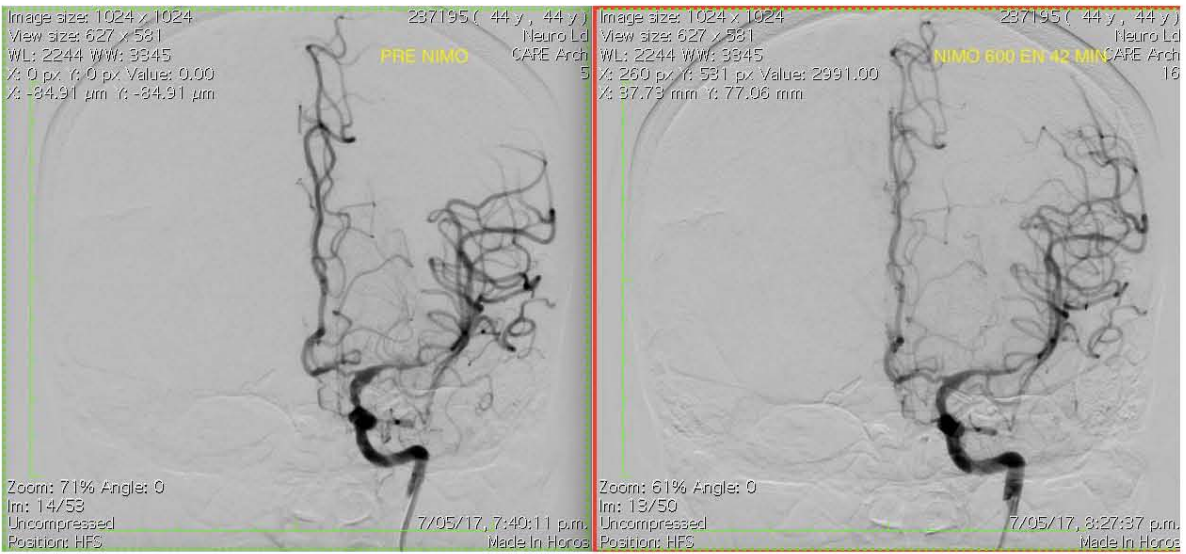 Image size: 1024 x 1024
View size: 627 x 581
WL: 2244 WW: 3345
X: 0 px Y: 0 px Value: 0.00
X: -84.91 µm Y: -84.91 µm
237195 ( 44 y , 44 y )
Neuro Ld
CARE Arch
5
PRE NIMO
Zoom: 71% Angle: 0
Im: 14/53
Uncompressed
Position: HFS
7/05/17, 7:40:11 p.m.
Made In Horos
Image size: 1024 x 1024
View size: 627 x 581
WL: 2244 WW: 3345
X: 260 px Y: 531 px Value: 2991.00
X: 37.73 mm Y: 77.06 mm
237195 ( 44 y , 44 y )
Neuro Ld
CARE Arch
16
NIMO 600 EN 42 MIN
Zoom: 61% Angle: 0
Im: 13/50
Uncompressed
Position: HFS
7/05/17, 8:27:37 p.m.
Made In Horos